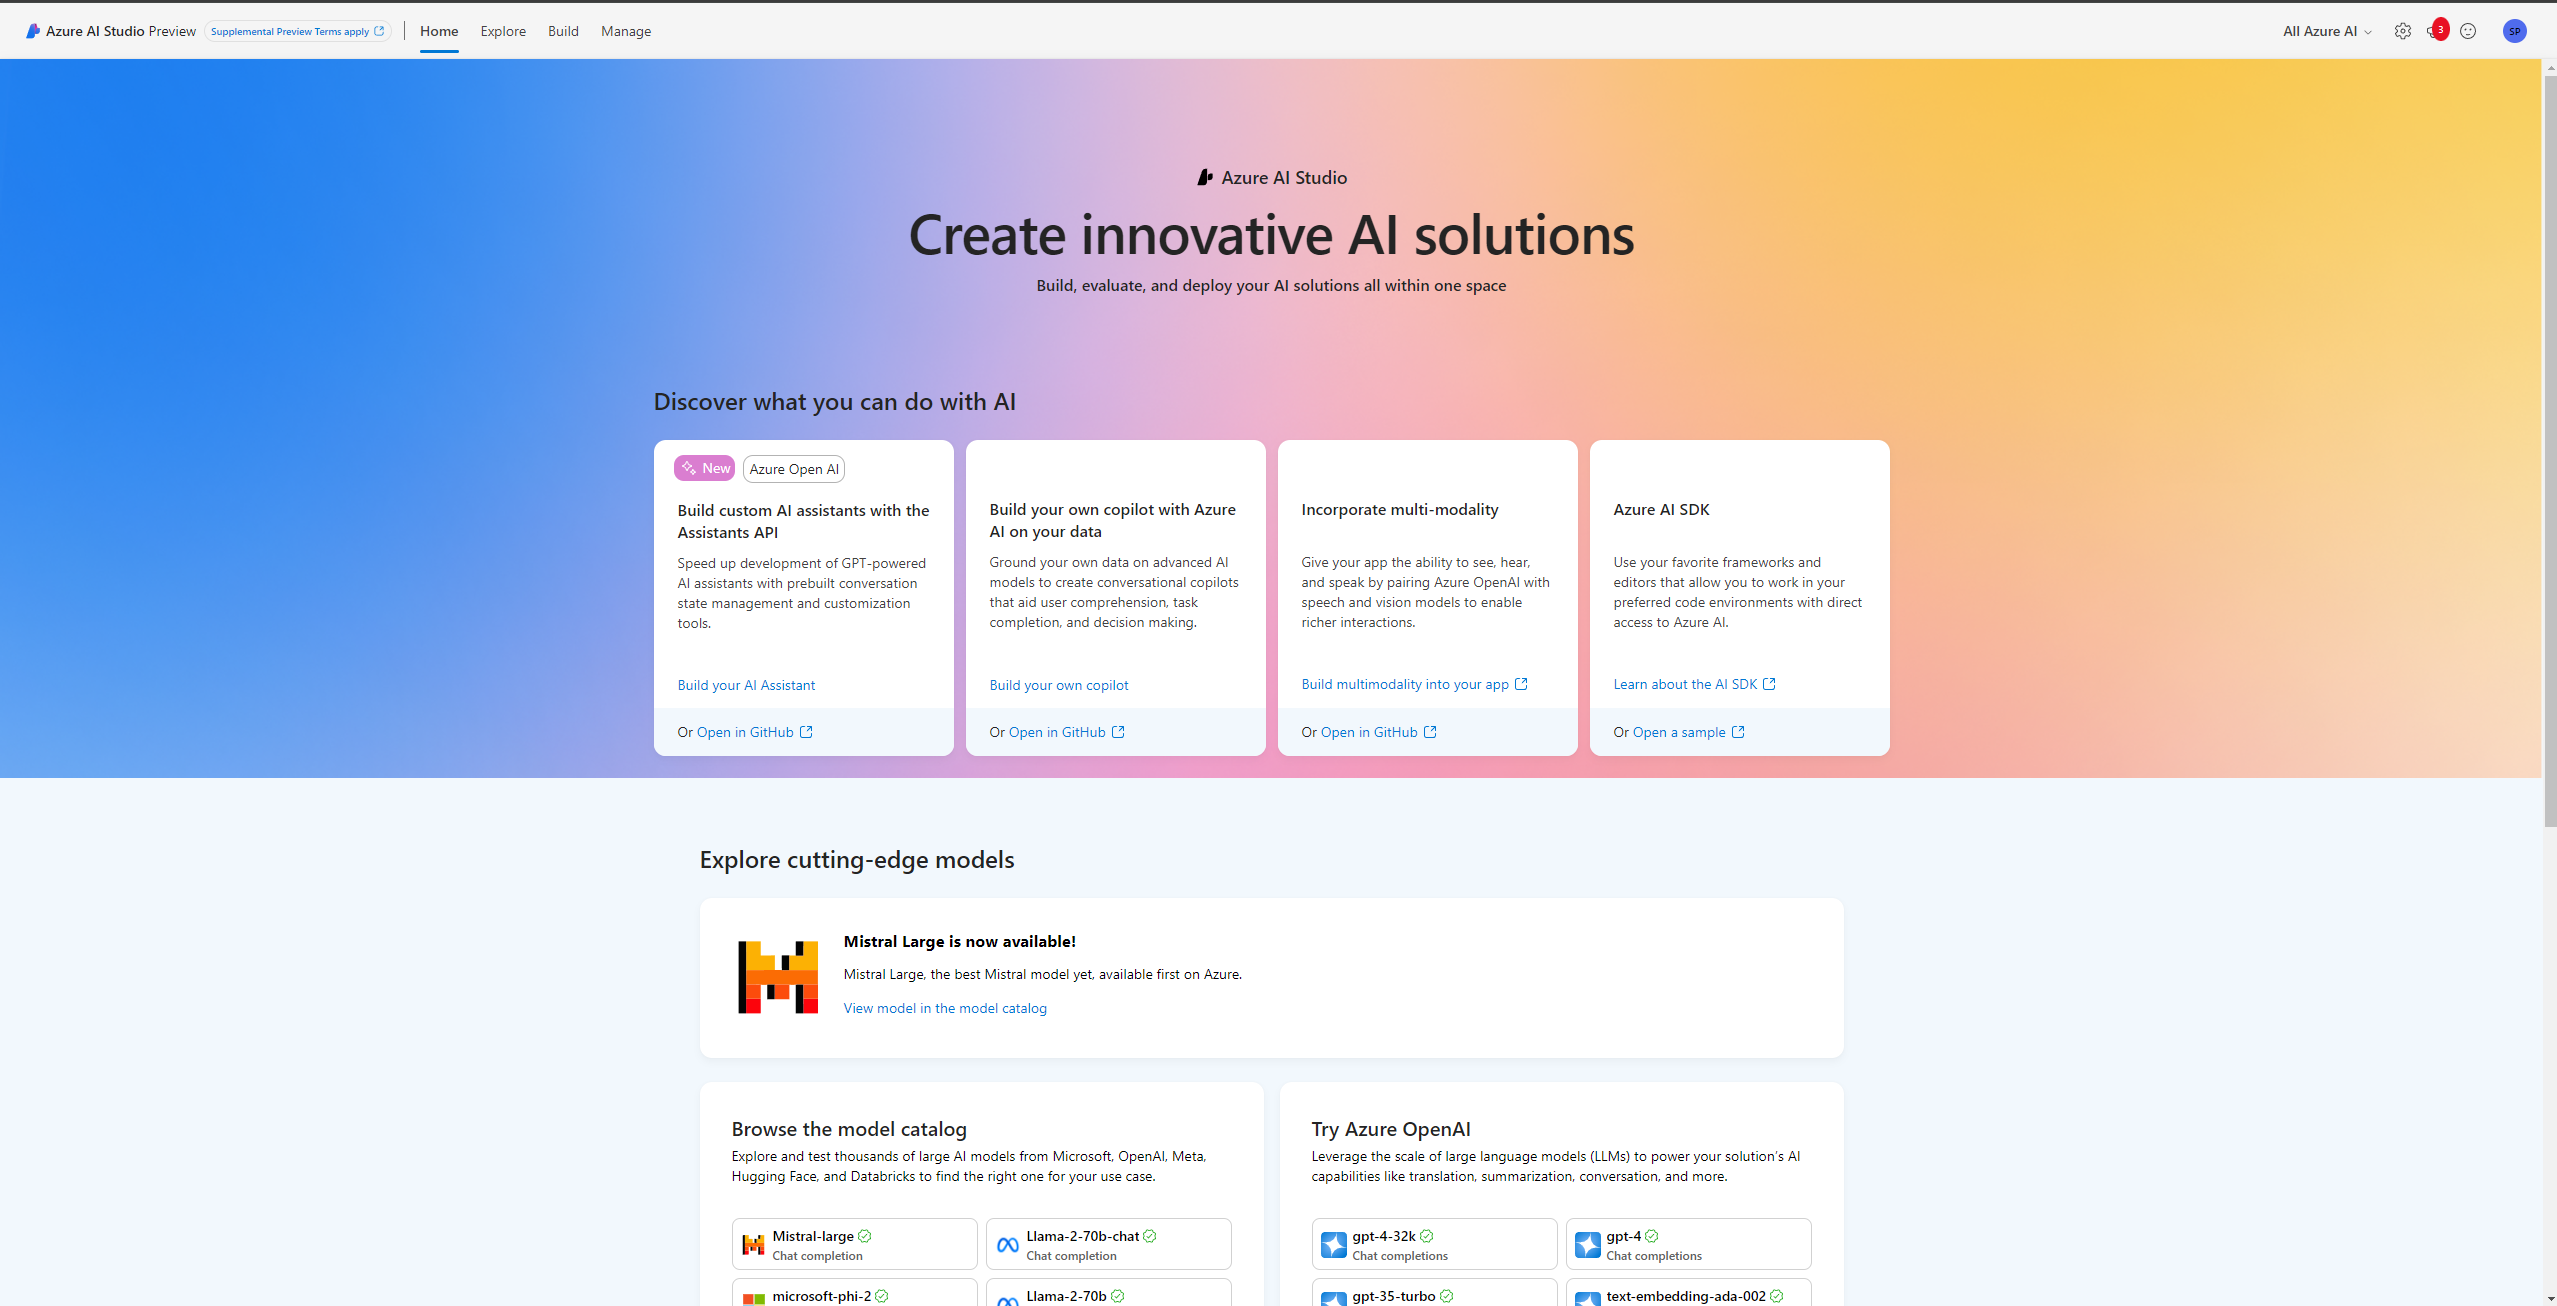 Azure AI Studio Preview
Supplemental Preview Terms apply
Home
Explore
Build
Manage
All Azure AI
3
SP
Azure AI Studio
Create innovative AI solutions
Build, evaluate, and deploy your AI solutions all within one space
Discover what you can do with AI
New
Azure Open AI
Build custom AI assistants with the
Assistants API
Speed up development of GPT-powered
AI assistants with prebuilt conversation
state management and customization
tools.
Build your AI Assistant
Or Open in GitHub
Build your own copilot with Azure
AI on your data
Ground your own data on advanced AI
models to create conversational copilots
that aid user comprehension, task
completion, and decision making.
Build your own copilot
Or Open in GitHub
Incorporate multi-modality
Give your app the ability to see, hear,
and speak by pairing Azure OpenAI with
speech and vision models to enable
richer interactions.
Build multimodality into your app
Or Open in GitHub
Azure AI SDK
Use your favorite frameworks and
editors that allow you to work in your
preferred code environments with direct
access to Azure AI.
Learn about the AI SDK
Or Open a sample
Explore cutting-edge models
Mistral Large is now available!
Mistral Large, the best Mistral model yet, available first on Azure.
View model in the model catalog
Browse the model catalog
Explore and test thousands of large AI models from Microsoft, OpenAI, Meta,
Hugging Face, and Databricks to find the right one for your use case.
Mistral-large
Chat completion
Llama-2-70b-chat
Chat completion
microsoft-phi-2
Llama-2-70b
Try Azure OpenAI
Leverage the scale of large language models (LLMs) to power your solution's AI
capabilities like translation, summarization, conversation, and more.
gpt-4-32k
Chat completions
gpt-4
Chat completions
gpt-35-turbo
text-embedding-ada-002